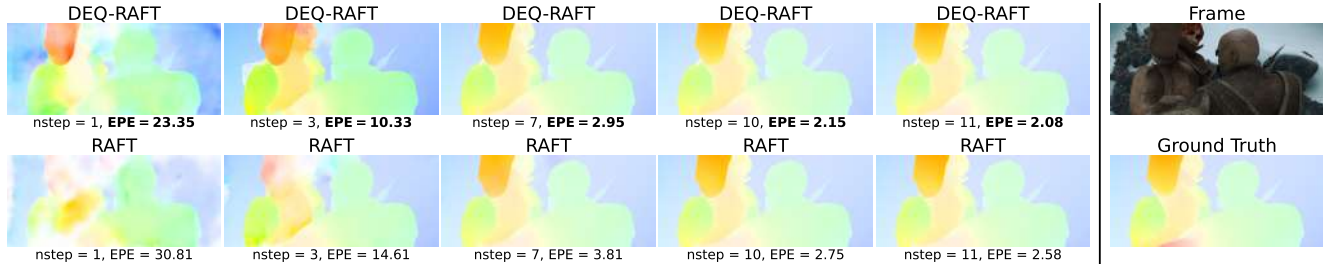 DEQ-RAFT DEQ-RAFT DEQ-RAFT DEQ-RAFT DEQ-RAFT Frame
nstep = 1, EPE = 23.35 nstep = 3, EPE = 10.33 nstep = 7, EPE = 2.95 nstep = 10, EPE = 2.15 nstep = 11, EPE = 2.08
RAFT RAFT RAFT RAFT RAFT Ground Truth
nstep = 1, EPE = 30.81 nstep = 3, EPE = 14.61 nstep = 7, EPE = 3.81 nstep = 10, EPE = 2.75 nstep = 11, EPE = 2.58